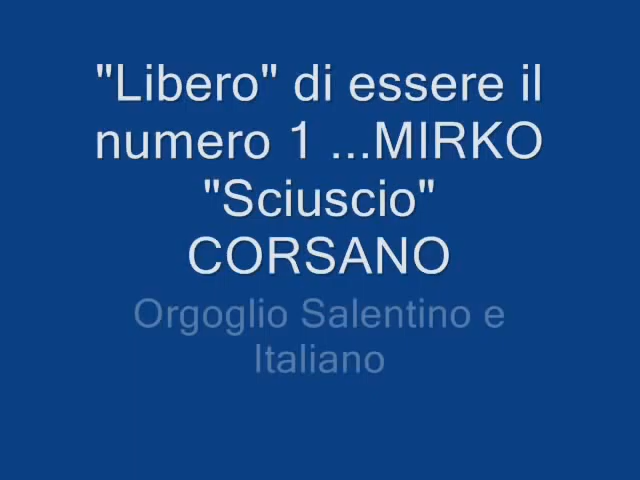 "Libero" di essere il
numero 1 ...MIRKO
"Sciuscio"
CORSANO
Orgoglio Salentino e
Italiano